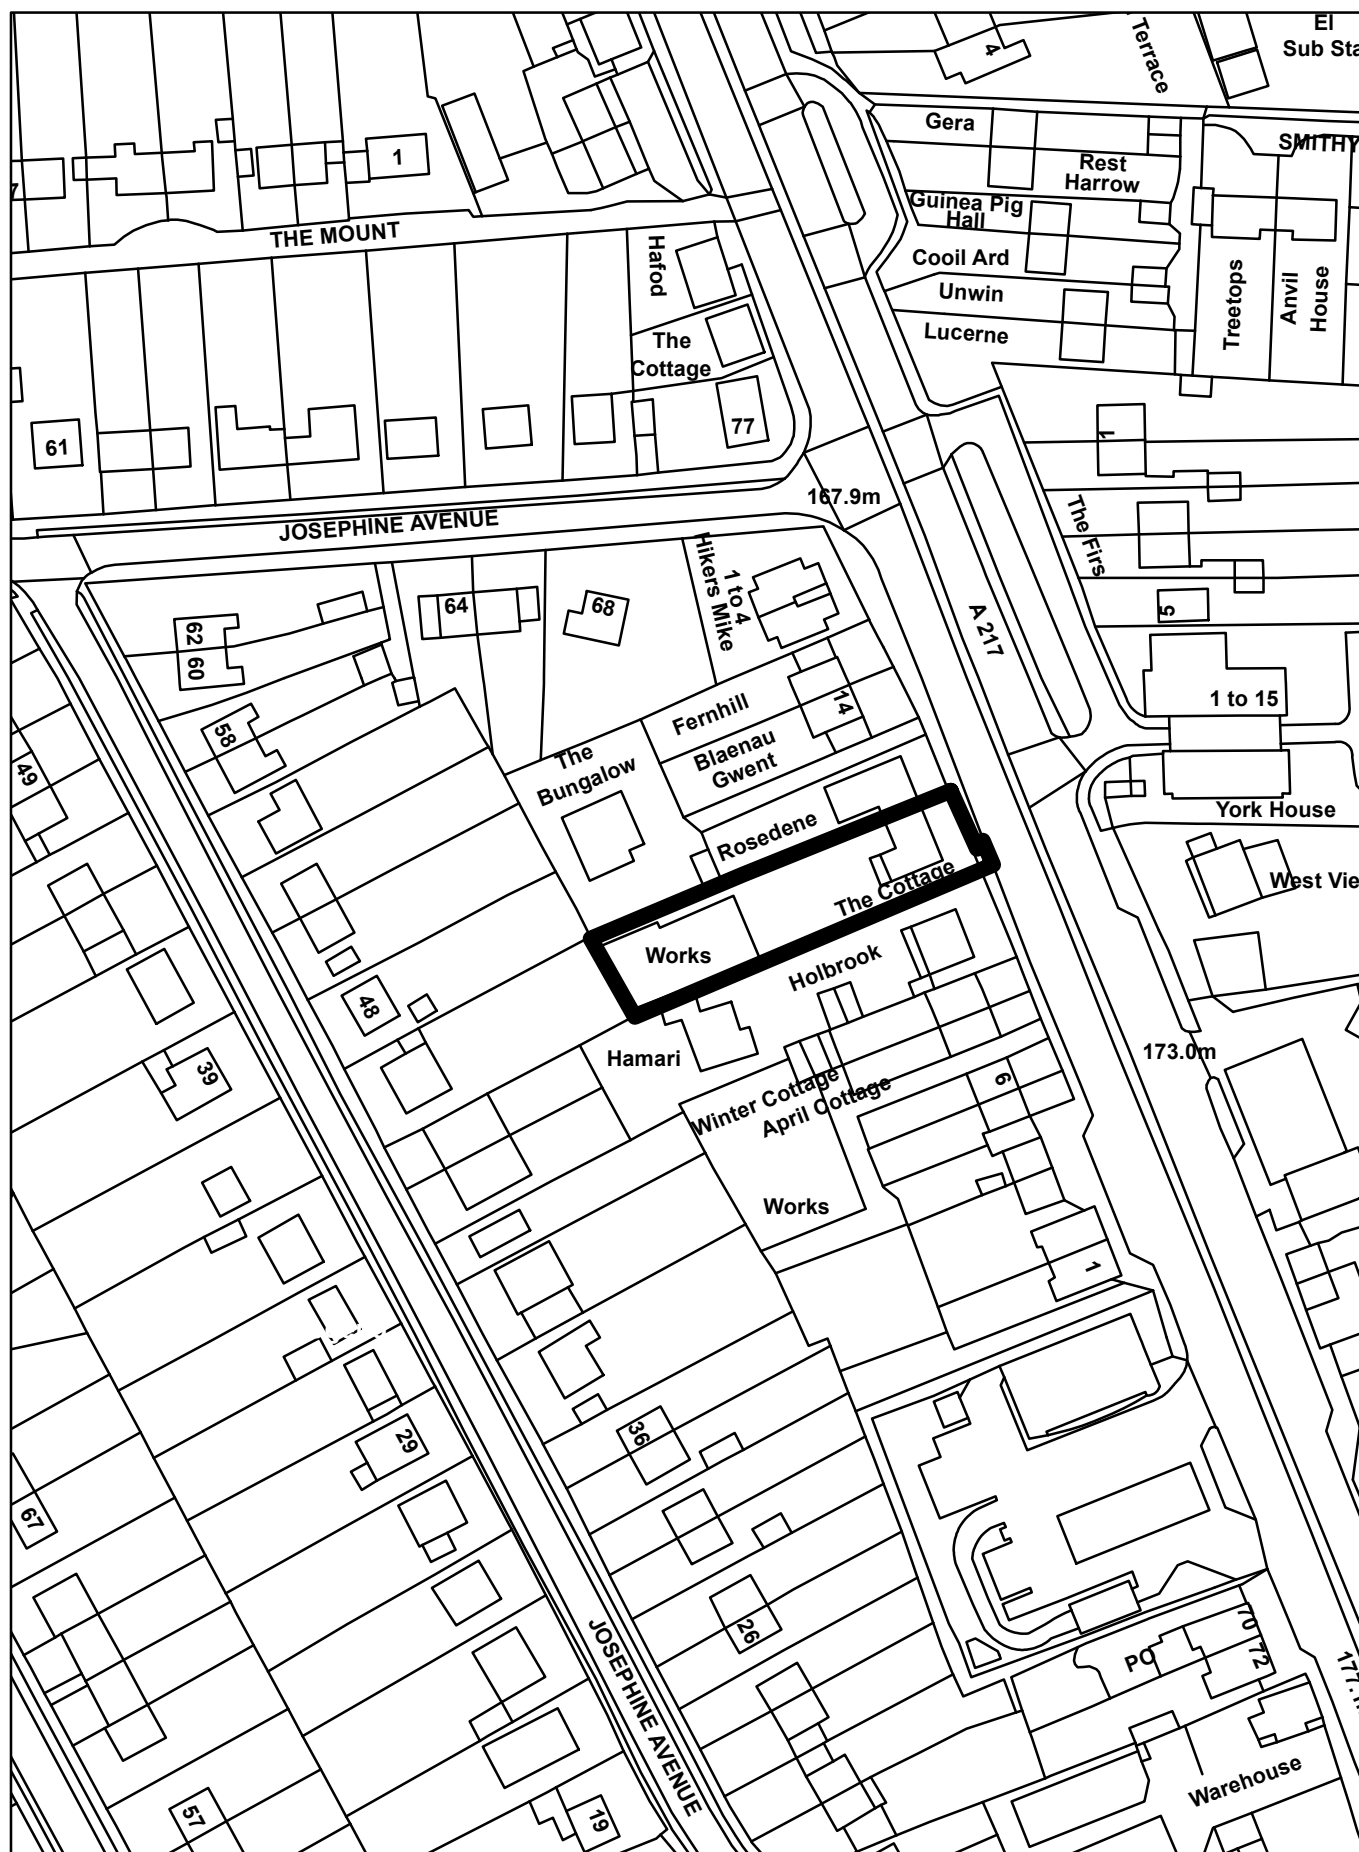 El
Sub Sta
4
Terrace
Gera
SMITHY
1
Rest
Harrow
7
Guinea Pig
Hall
THE MOUNT
Hafod
Cooil Ard
Unwin
Treetops
Anvil
House
Lucerne
The
Cottage
77
1
61
167.9m
JOSEPHINE AVENUE
The Firs
Hikers Mike
1 to 4
64
68
5
A 217
62
60
1 to 15
Fernhill
14
58
Blaenau
Gwent
The
Bungalow
49
York House
Rosedene
West Vie
The Cottage
Works
Holbrook
48
173.0m
Hamari
39
6
Winter Cottage
April Cottage
Works
1
36
29
67
26
JOSEPHINE AVENUE
70
72
PO
177.1m
Warehouse
57
19